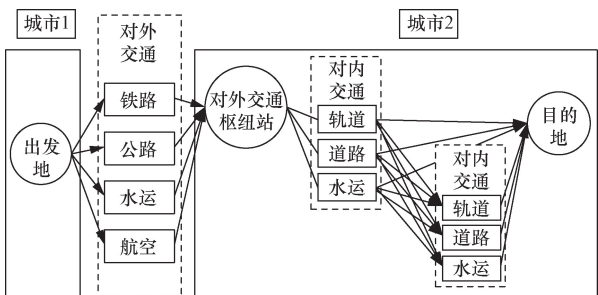 城市1
出发
地
对外
交通
铁路
公路
水运
航空
城市2
对外交通
枢纽站
对内
交通
轨道
道路
水运
对内
交通
轨道
道路
水运
目的
地